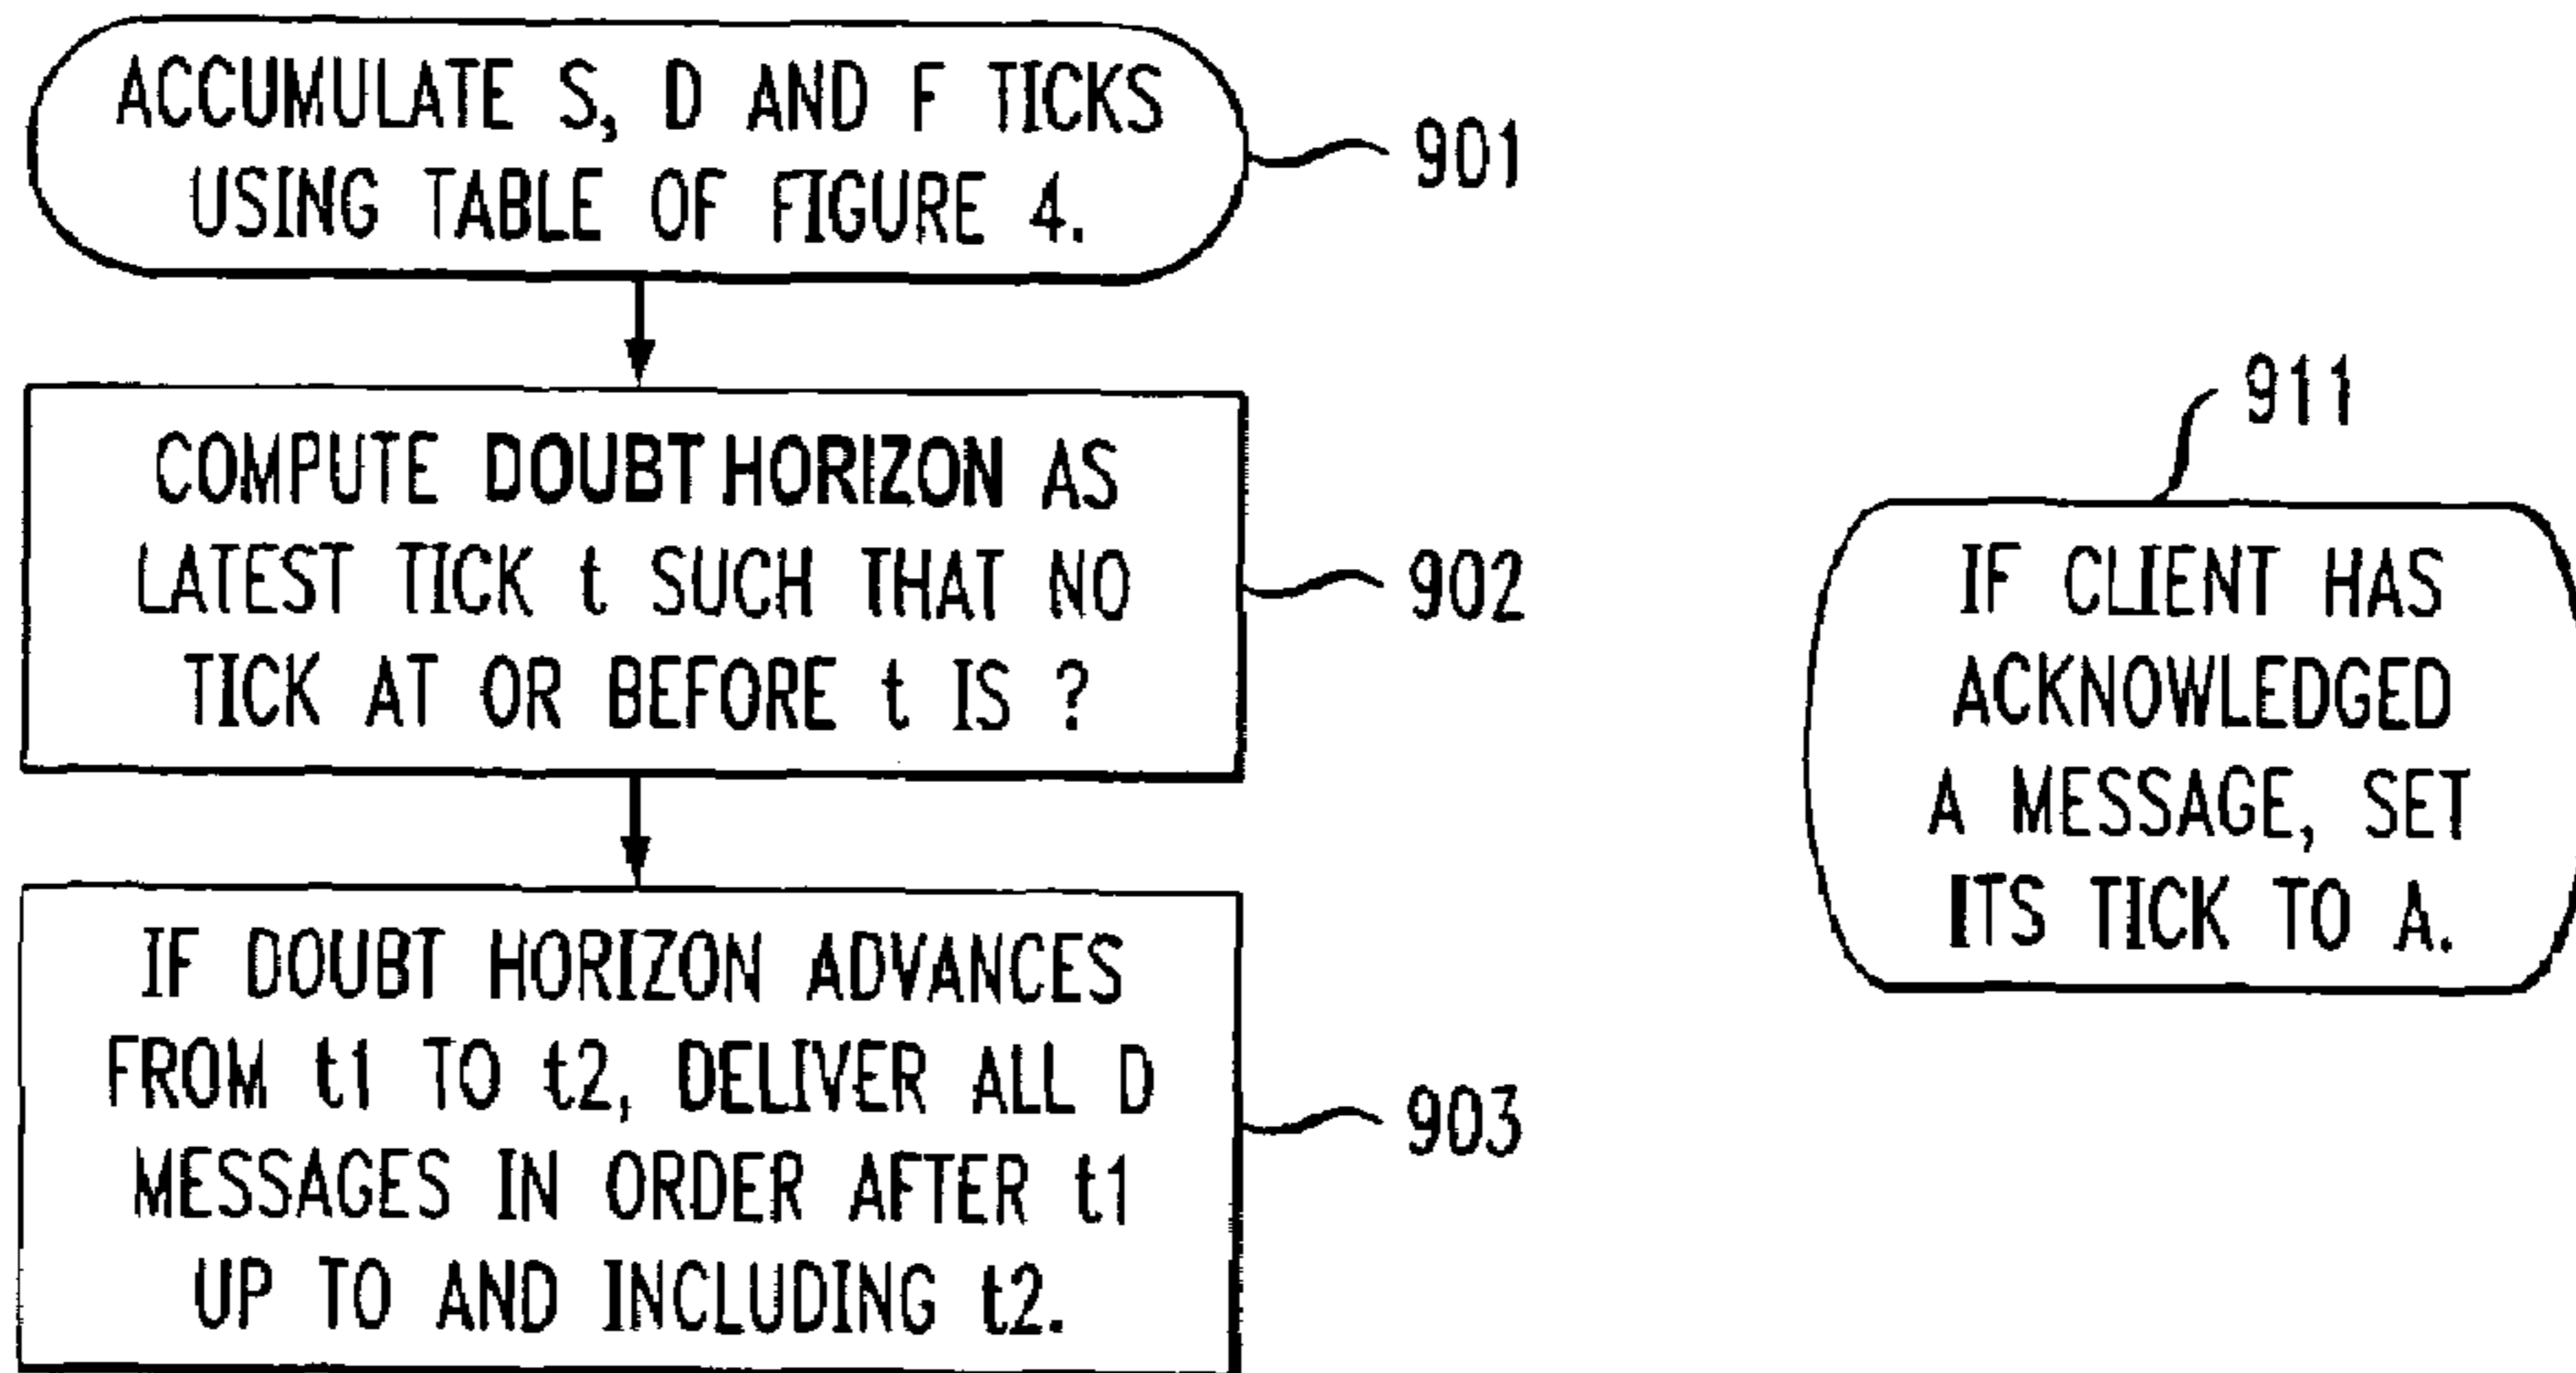 ACCUMULATE S, D AND F TICKS
USING TABLE OF FIGURE 4.
901
COMPUTE DOUBT HORIZON AS
LATEST TICK t SUCH THAT NO
TICK AT OR BEFORE t IS ?
902
IF DOUBT HORIZON ADVANCES
FROM t1 TO t2, DELIVER ALL D
MESSAGES IN ORDER AFTER t1
UP TO AND INCLUDING t2.
903
911
IF CLIENT HAS
ACKNOWLEDGED
A MESSAGE, SET
ITS TICK TO A.